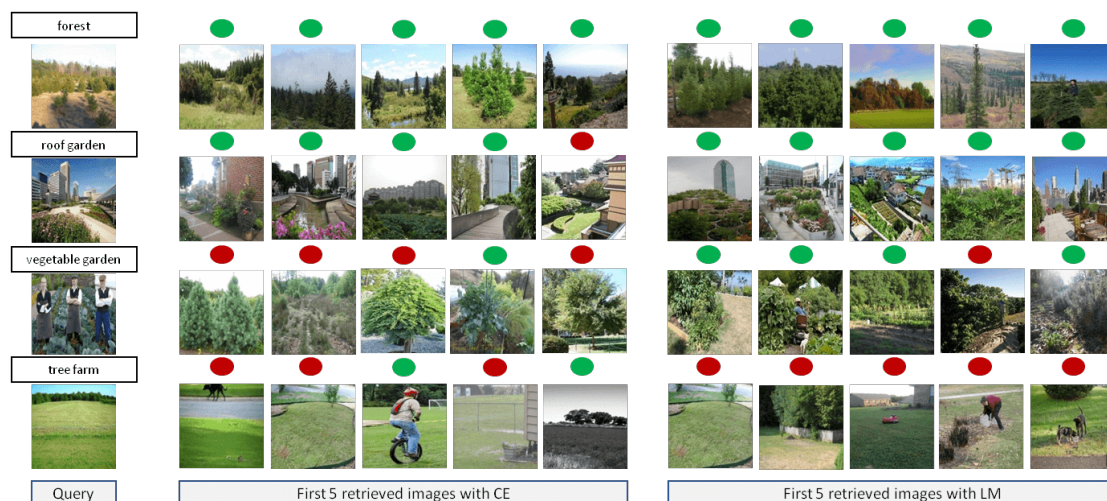 forest
roof garden
vegetable garden
tree farm
Query
First 5 retrieved images with CE
First 5 retrieved images with LM